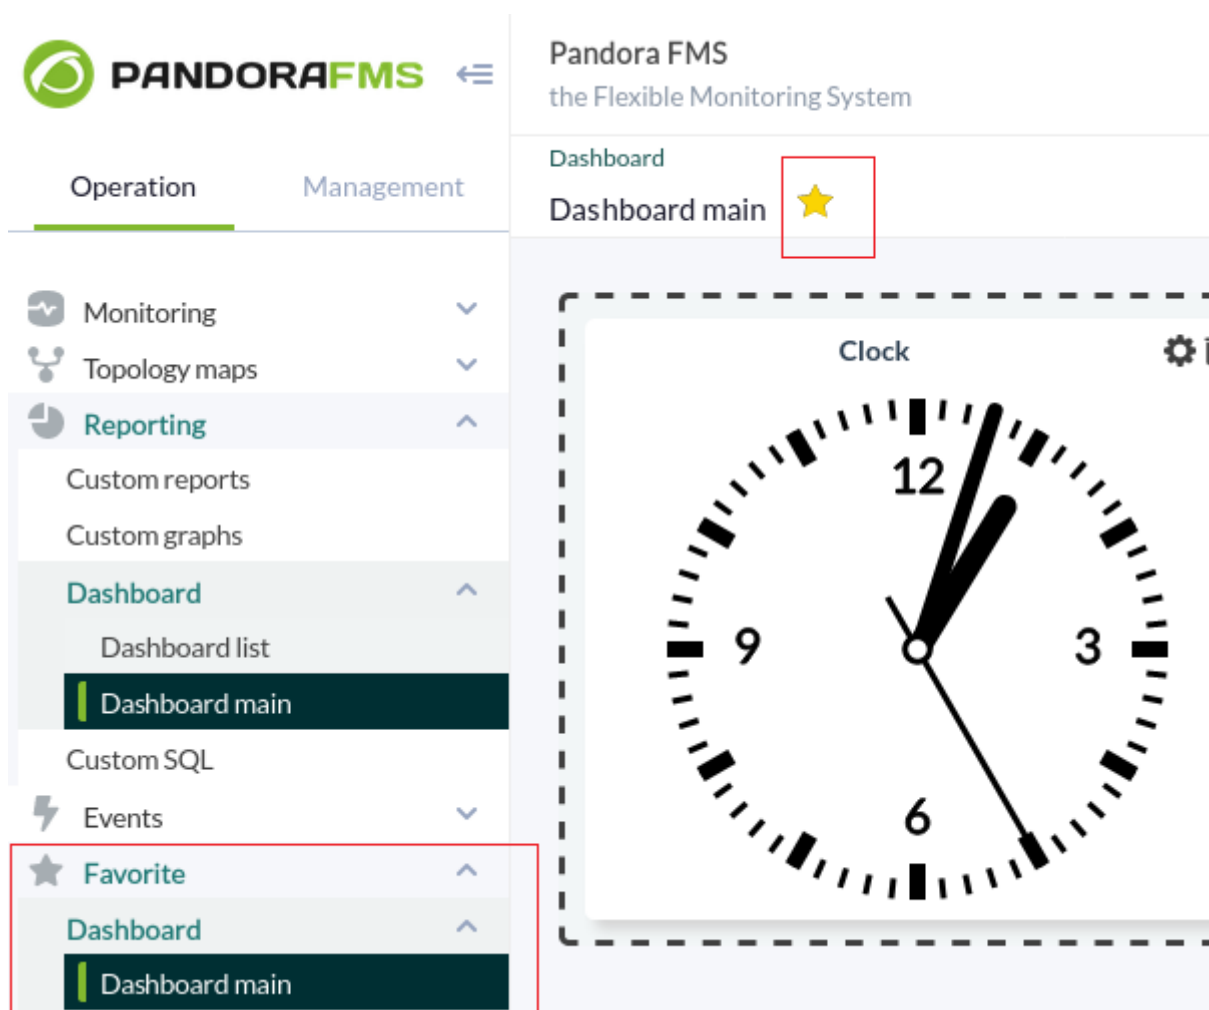 PANDORAFMS
Operation
Management
Monitoring
Topology maps
Reporting
Custom reports
Custom graphs
Dashboard
Dashboard list
Dashboard main
Custom SQL
Events
Favorite
Dashboard
Dashboard main
Pandora FMS
the Flexible Monitoring System
Dashboard
Dashboard main
Clock
12
9
3
6